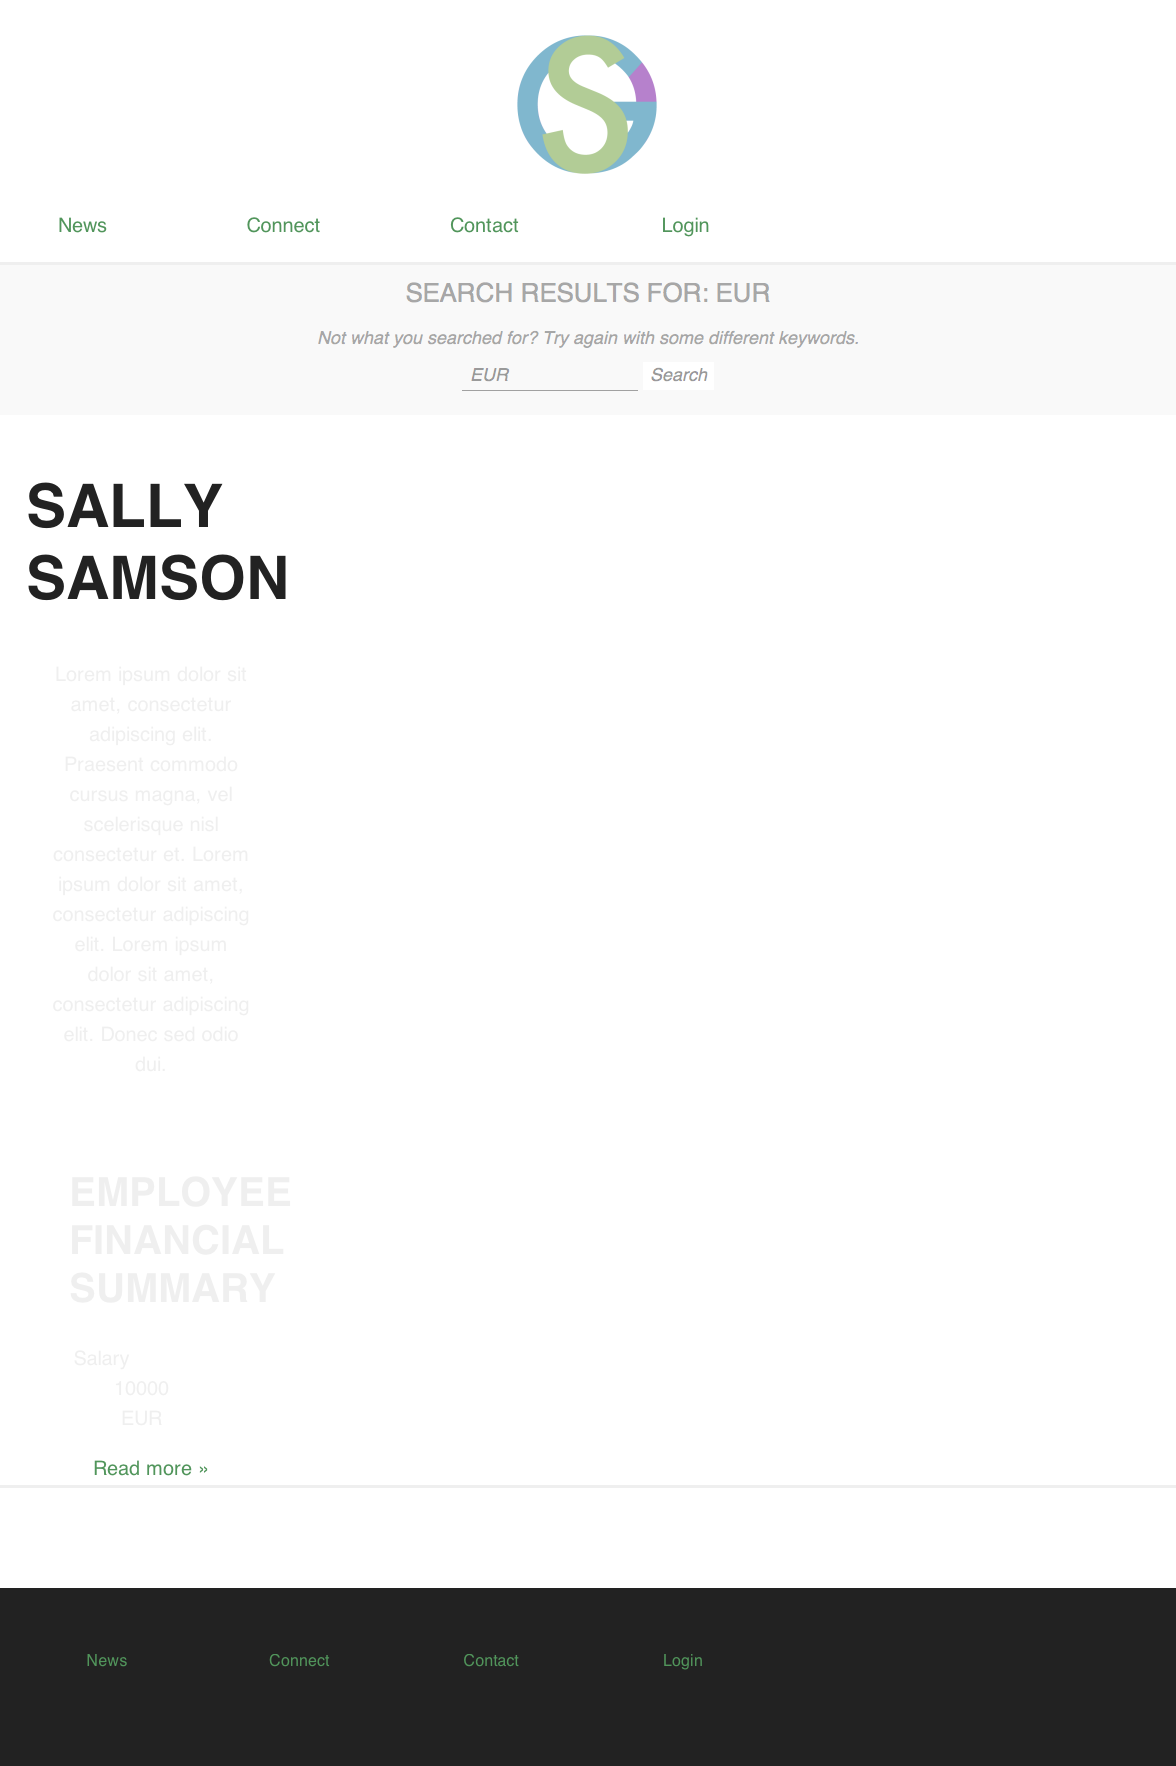 SG
News Connect Contact Login
SEARCH RESULTS FOR: EUR
Not what you searched for? Try again with some different keywords.
EUR Search
SALLY
SAMSON
Lorem ipsum dolor sit
amet, consectetur
adipiscing elit.
Praesent commodo
cursus magna, vel
scelerisque nisl
consectetur et. Lorem
ipsum dolor sit amet,
consectetur adipiscing
elit. Lorem ipsum
dolor sit amet,
consectetur adipiscing
elit. Donec sed odio
dui.
EMPLOYEE
FINANCIAL
SUMMARY
Salary
10000
EUR
Read more »
News Connect Contact Login